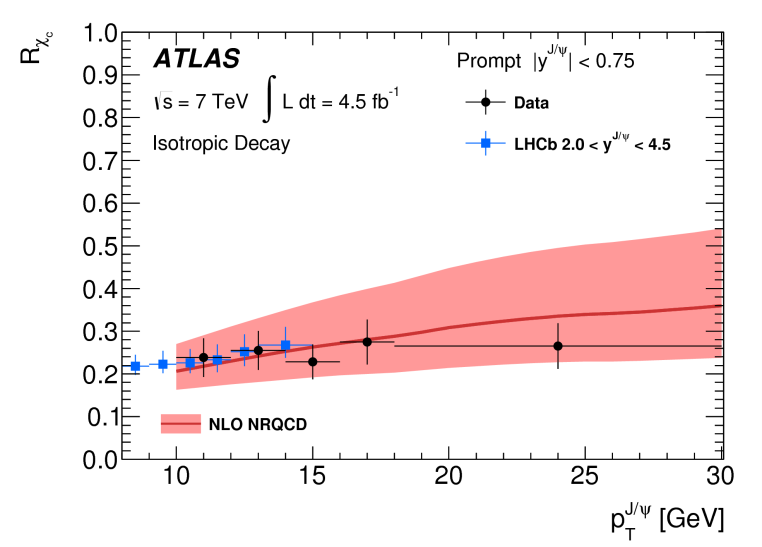 R_χc
1.0
0.9
0.8
0.7
0.6
0.5
0.4
0.3
0.2
0.1
0.0
ATLAS
√s = 7 TeV ∫ L dt = 4.5 fb⁻¹
Isotropic Decay
Prompt |y^J/ψ| < 0.75
Data
LHCb 2.0 < y^J/ψ < 4.5
NLO NRQCD
10 15 20 25 30
p_T^J/ψ [GeV]